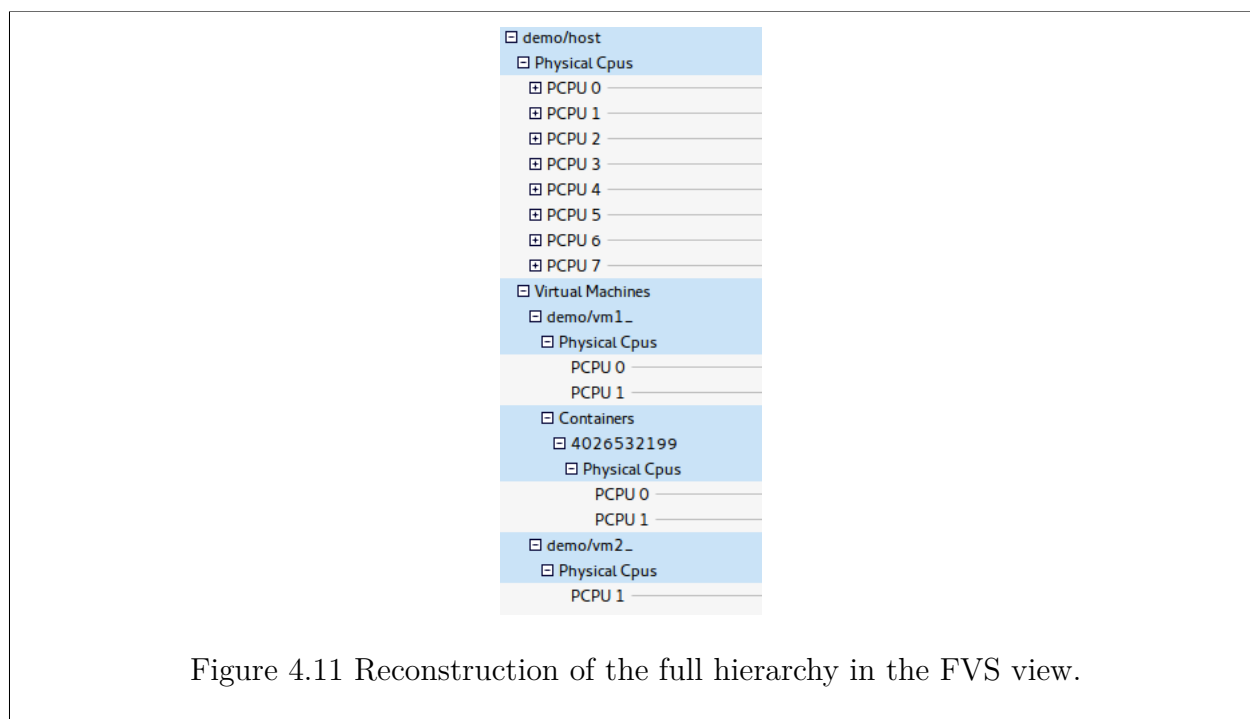 demo/host
Physical Cpus
PCPU 0
PCPU 1
PCPU 2
PCPU 3
PCPU 4
PCPU 5
PCPU 6
PCPU 7
Virtual Machines
demo/vm1_
Physical Cpus
PCPU 0
PCPU 1
Containers
4026532199
Physical Cpus
PCPU 0
PCPU 1
demo/vm2_
Physical Cpus
PCPU 1
Figure 4.11 Reconstruction of the full hierarchy in the FVS view.